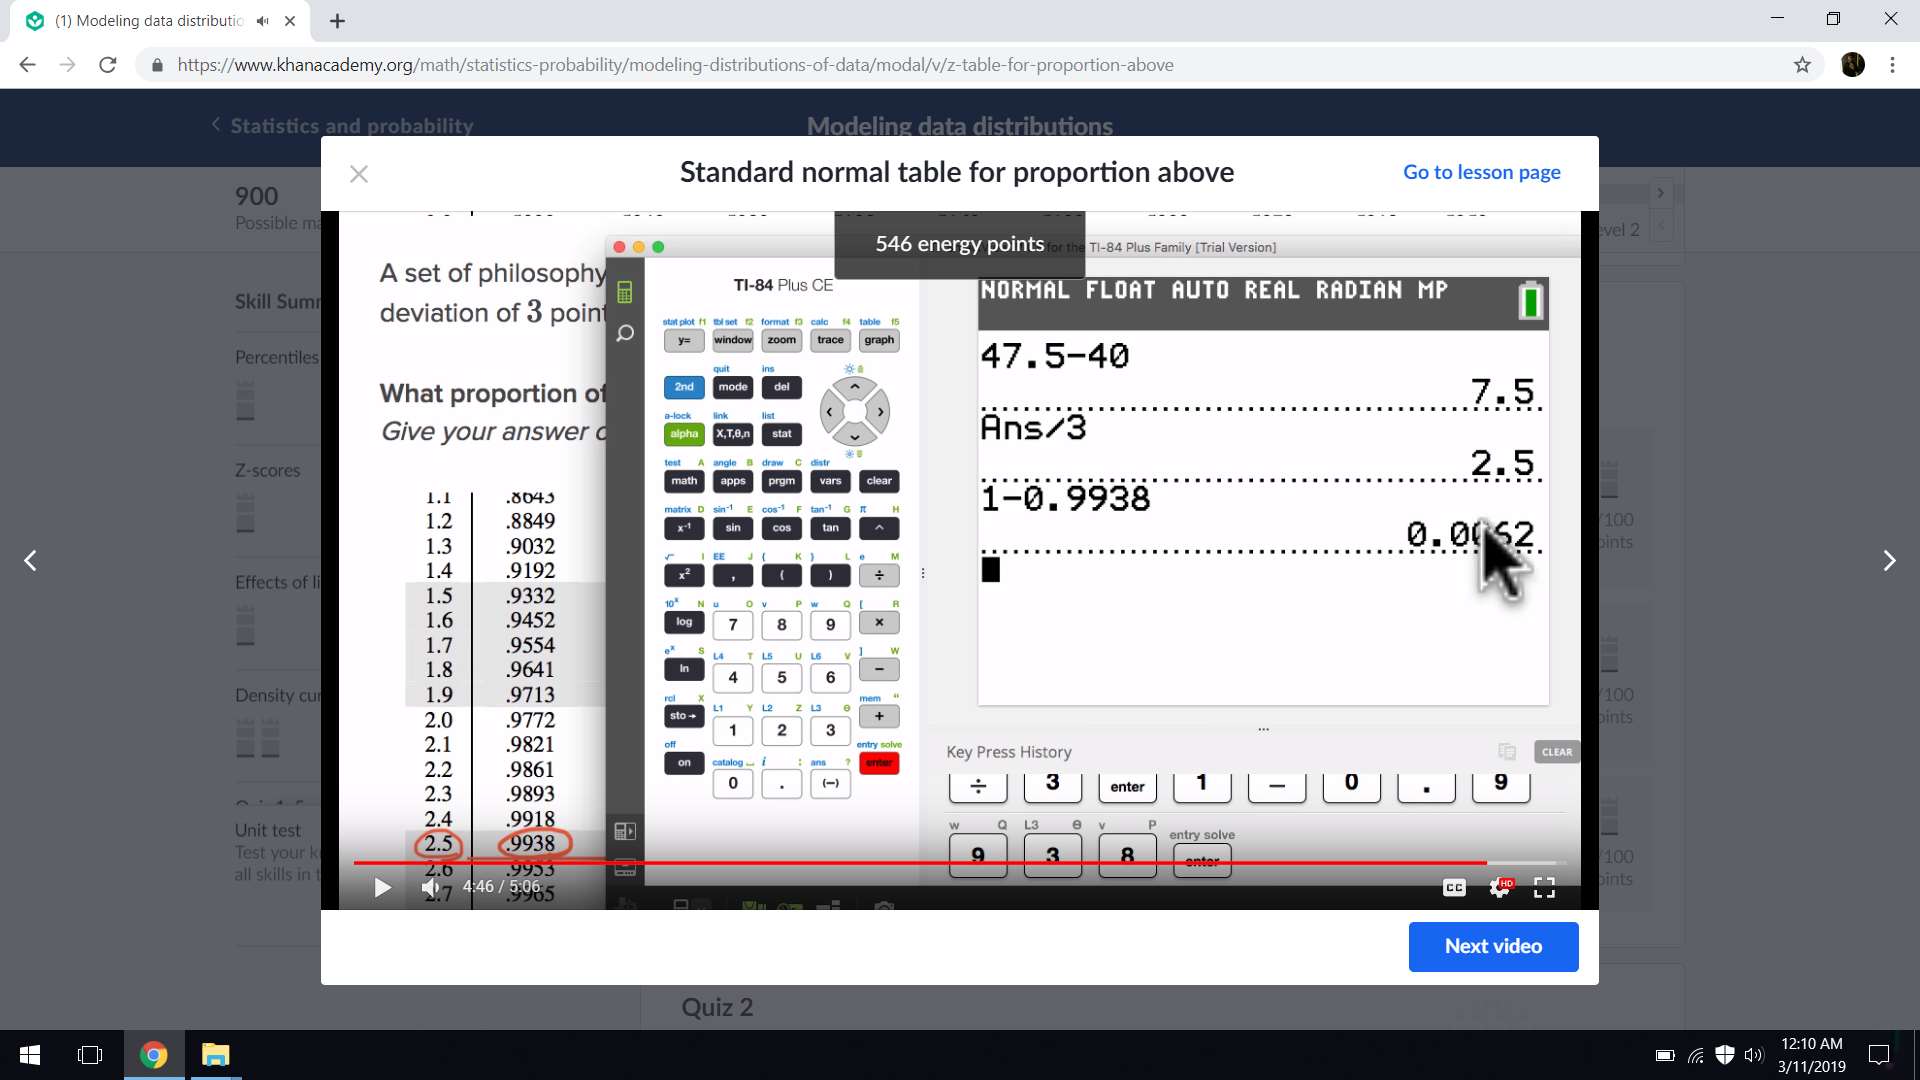 (1) Modeling data distributio
https://www.khanacademy.org/math/statistics-probability/modeling-distributions-of-data/modal/v/z-table-for-proportion-above
Statistics and probability
Modeling data distributions
Standard normal table for proportion above
Go to lesson page
900
Possible ma
evel 2
546 energy points
for the TI-84 Plus Family [Trial Version]
A set of philosophy
deviation of 3 point
What proportion of
Give your answer c
1.1 .8643
1.2 .8849
1.3 .9032
1.4 .9192
1.5 .9332
1.6 .9452
1.7 .9554
1.8 .9641
1.9 .9713
2.0 .9772
2.1 .9821
2.2 .9861
2.3 .9893
2.4 .9918
2.5 .9938
2.6 .9953
2.7 .9965
TI-84 Plus CE
stat plot f1 tbl set f2 format f3 calc f4 table f5
y= window zoom trace graph
quit ins
2nd mode del
a-lock link list
alpha X,T,θ,n stat
test A angle B draw C distr
math apps prgm vars clear
matrix D sin⁻¹ E cos⁻¹ F tan⁻¹ G π H
x⁻¹ sin cos tan ^
√ I EE J { K } L e M
x² , ( ) ÷
10ˣ N u O v P w Q [ R
log 7 8 9 ×
eˣ S L4 T L5 U L6 V ] W
ln 4 5 6 −
rcl X L1 Y L2 Z L3 θ mem “
sto→ 1 2 3 +
off catalog i : ans ? entry solve
on 0 . (−) enter
NORMAL FLOAT AUTO REAL RADIAN MP
47.5-40
7.5
Ans/3
2.5
1-0.9938
0.0062
Key Press History
CLEAR
÷ 3 enter 1 − 0 . 9
w Q L3 θ v P entry solve
9 3 8 enter
4:46 / 5:06
CC
HD
Next video
Skill Summ
Percentiles
Z-scores
Effects of li
Density cur
Unit test
Test your k
all skills in t
/100
oints
/100
oints
/100
oints
Quiz 2
12:10 AM
3/11/2019